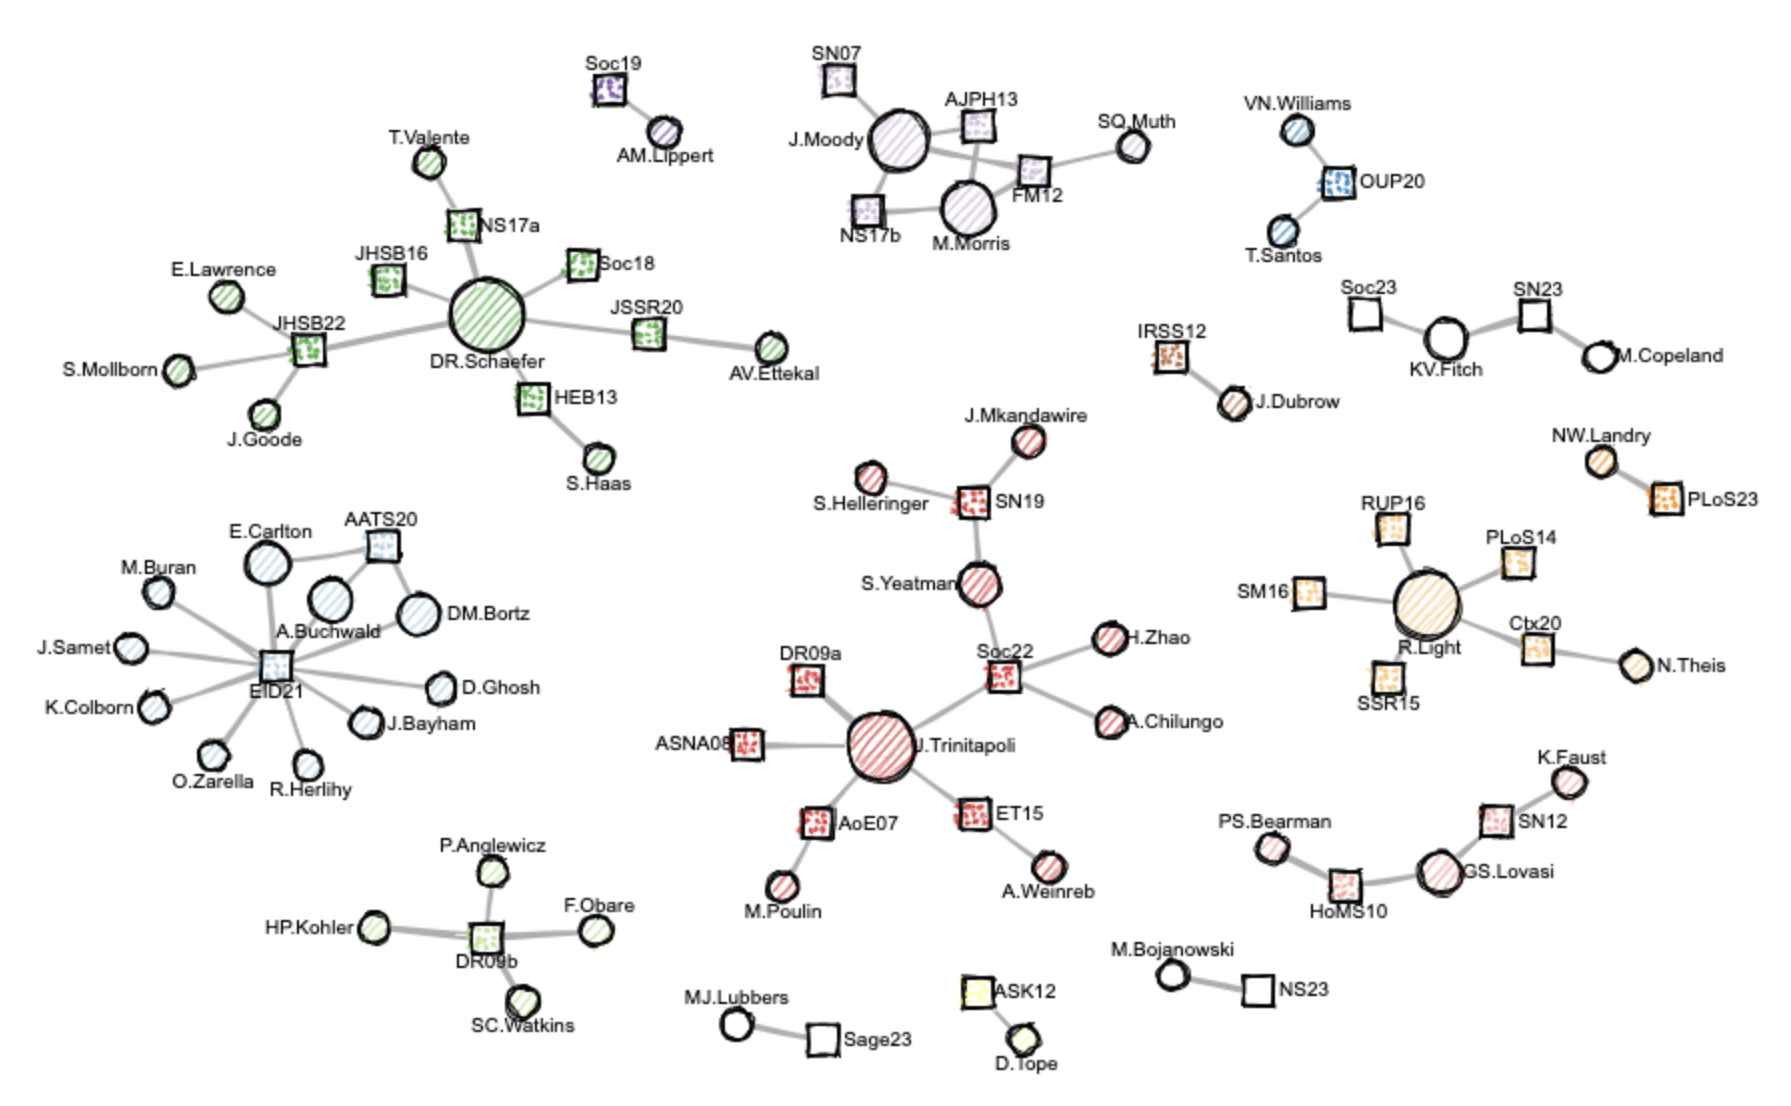 SN07
Soc19
AJPH13
VN.Williams
SQ.Muth
T.Valente
J.Moody
AM.Lippert
OUP20
FM12
NS17a
NS17b
M.Morris
JHSB16
T.Santos
Soc18
E.Lawrence
Soc23
SN23
JSSR20
JHSB22
IRSS12
DR.Schaefer
M.Copeland
S.Mollborn
AV.Ettekal
KV.Fitch
HEB13
J.Dubrow
J.Mkandawire
J.Goode
NW.Landry
S.Haas
PLoS23
S.Helleringer
SN19
RUP16
AATS20
E.Carlton
PLoS14
M.Buran
S.Yeatman
SM16
DM.Bortz
Ctx20
A.Buchwald
H.Zhao
J.Samet
R.Light
Soc22
DR09a
N.Theis
EID21
D.Ghosh
SSR15
K.Colborn
J.Bayham
A.Chilungo
ASNA08
J.Trinitapoli
K.Faust
O.Zarella
R.Herlihy
ET15
AoE07
PS.Bearman
SN12
P.Anglewicz
GS.Lovasi
A.Weinreb
F.Obare
M.Poulin
HoMS10
HP.Kohler
M.Bojanowski
DR09b
ASK12
NS23
MJ.Lubbers
SC.Watkins
Sage23
D.Tope